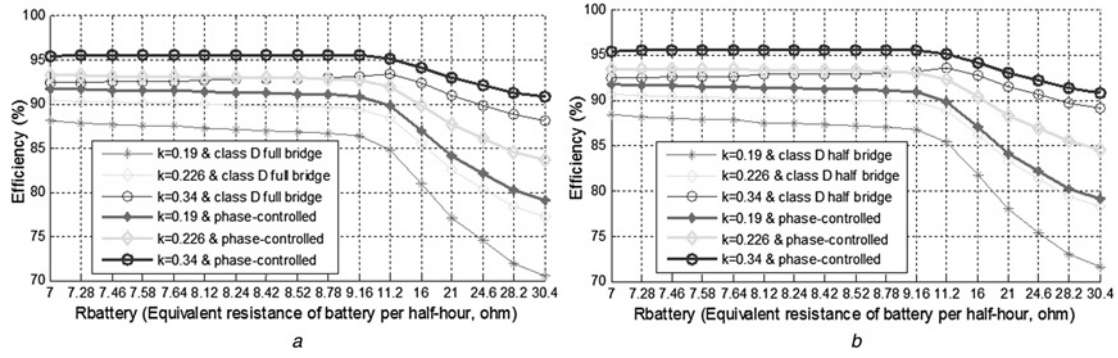 100
95
90
85
80
75
70
Efficiency (%)
k=0.19 & class D full bridge
k=0.226 & class D full bridge
k=0.34 & class D full bridge
k=0.19 & phase-controlled
k=0.226 & phase-controlled
k=0.34 & phase-controlled
7 7.28 7.46 7.58 7.64 8.12 8.24 8.42 8.52 8.78 9.16 11.2 16 21 24.6 28.2 30.4
Rbattery (Equivalent resistance of battery per half-hour, ohm)
a
100
95
90
85
80
75
70
Efficiency (%)
k=0.19 & class D half bridge
k=0.226 & class D half bridge
k=0.34 & class D half bridge
k=0.19 & phase-controlled
k=0.226 & phase-controlled
k=0.34 & phase-controlled
7 7.28 7.46 7.58 7.64 8.12 8.24 8.42 8.52 8.78 9.16 11.2 16 21 24.6 28.2 30.4
Rbattery (Equivalent resistance of battery per half-hour, ohm)
b